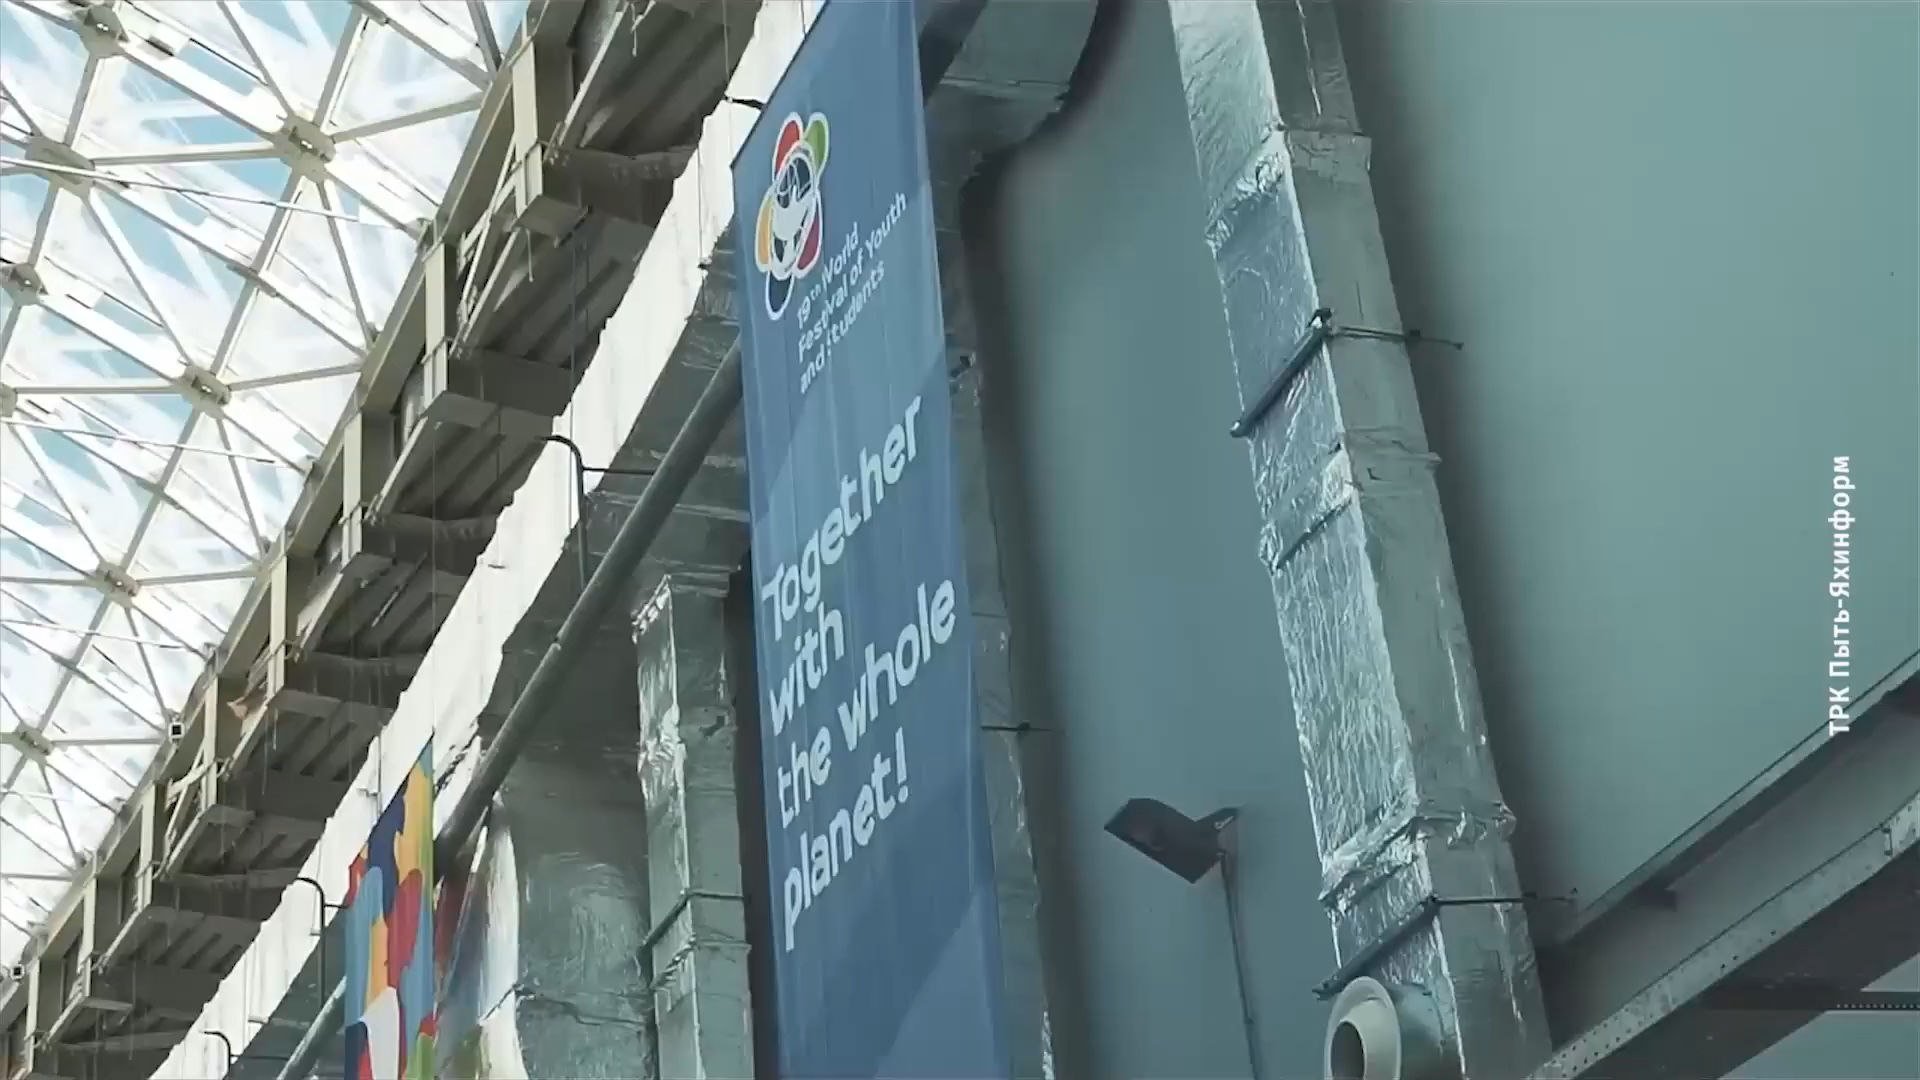 19th World
Festival of Youth
and Students
Together
with
the whole
planet!
ТРК Пыть-Яхинформ